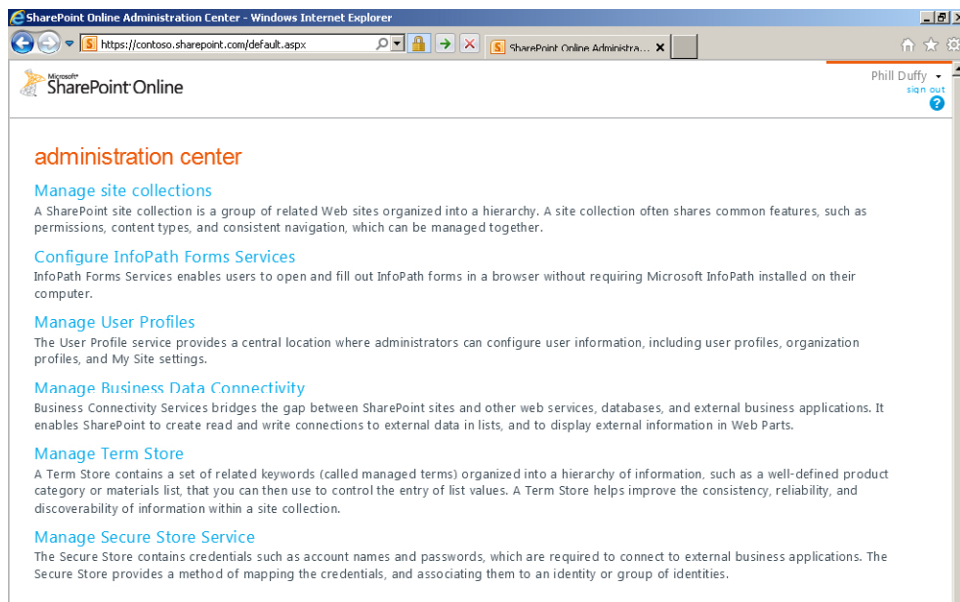 SharePoint Online Administration Center - Windows Internet Explorer
https://contoso.sharepoint.com/default.aspx
SharePoint Online Administra...
Microsoft®
SharePoint Online
Phill Duffy
sign out
administration center
Manage site collections
A SharePoint site collection is a group of related Web sites organized into a hierarchy. A site collection often shares common features, such as
permissions, content types, and consistent navigation, which can be managed together.
Configure InfoPath Forms Services
InfoPath Forms Services enables users to open and fill out InfoPath forms in a browser without requiring Microsoft InfoPath installed on their
computer.
Manage User Profiles
The User Profile service provides a central location where administrators can configure user information, including user profiles, organization
profiles, and My Site settings.
Manage Business Data Connectivity
Business Connectivity Services bridges the gap between SharePoint sites and other web services, databases, and external business applications. It
enables SharePoint to create read and write connections to external data in lists, and to display external information in Web Parts.
Manage Term Store
A Term Store contains a set of related keywords (called managed terms) organized into a hierarchy of information, such as a well-defined product
category or materials list, that you can then use to control the entry of list values. A Term Store helps improve the consistency, reliability, and
discoverability of information within a site collection.
Manage Secure Store Service
The Secure Store contains credentials such as account names and passwords, which are required to connect to external business applications. The
Secure Store provides a method of mapping the credentials, and associating them to an identity or group of identities.